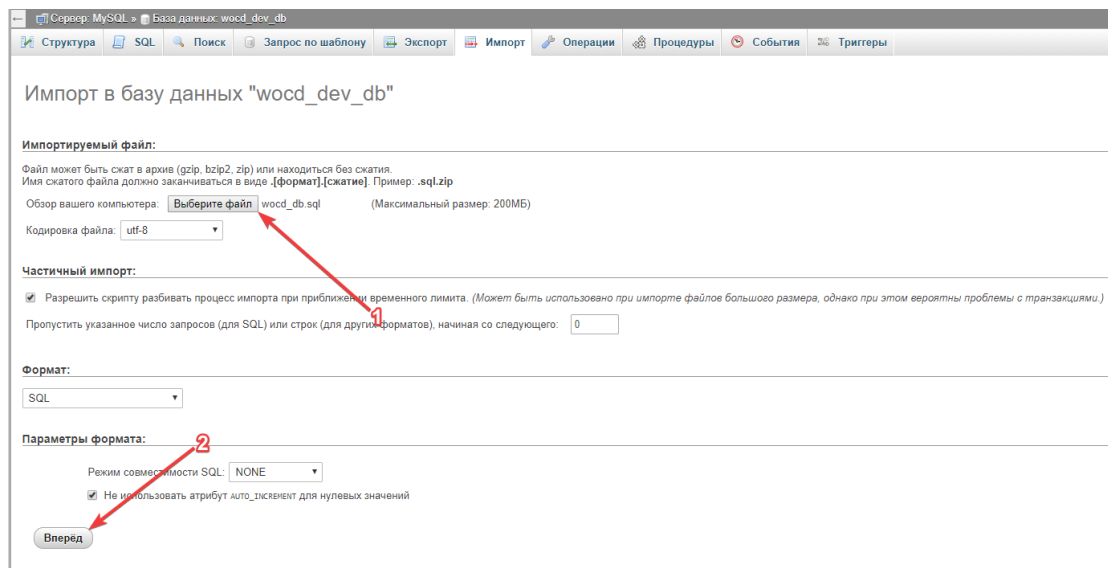 Сервер: MySQL » База данных: wocd_dev_db
Структура SQL Поиск Запрос по шаблону Экспорт Импорт Операции Процедуры События Триггеры
Импорт в базу данных "wocd_dev_db"
Импортируемый файл:
Файл может быть сжат в архив (gzip, bzip2, zip) или находиться без сжатия.
Имя сжатого файла должно заканчиваться в виде .[формат].[сжатие]. Пример: .sql.zip
Обзор вашего компьютера: Выберите файл wocd_db.sql (Максимальный размер: 200МБ)
Кодировка файла: utf-8
Частичный импорт:
Разрешить скрипту разбивать процесс импорта при приближении временного лимита. (Может быть использовано при импорте файлов большого размера, однако при этом вероятны проблемы с транзакциями.)
1
Пропустить указанное число запросов (для SQL) или строк (для других форматов), начиная со следующего: 0
Формат:
SQL
Параметры формата:
2
Режим совместимости SQL: NONE
Не использовать атрибут AUTO_INCREMENT для нулевых значений
Вперёд